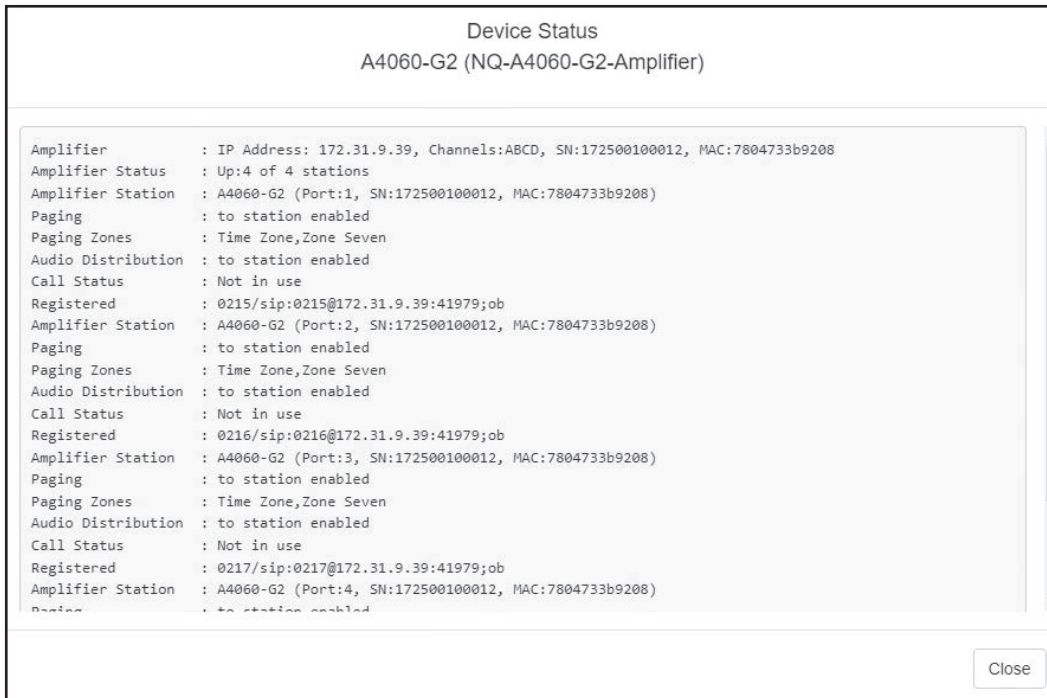 Device Status
A4060-G2 (NQ-A4060-G2-Amplifier)
Amplifier : IP Address: 172.31.9.39, Channels:ABCD, SN:172500100012, MAC:7804733b9208
Amplifier Status : Up:4 of 4 stations
Amplifier Station : A4060-G2 (Port:1, SN:172500100012, MAC:7804733b9208)
Paging : to station enabled
Paging Zones : Time Zone,Zone Seven
Audio Distribution : to station enabled
Call Status : Not in use
Registered : 0215/sip:0215@172.31.9.39:41979;ob
Amplifier Station : A4060-G2 (Port:2, SN:172500100012, MAC:7804733b9208)
Paging : to station enabled
Paging Zones : Time Zone,Zone Seven
Audio Distribution : to station enabled
Call Status : Not in use
Registered : 0216/sip:0216@172.31.9.39:41979;ob
Amplifier Station : A4060-G2 (Port:3, SN:172500100012, MAC:7804733b9208)
Paging : to station enabled
Paging Zones : Time Zone,Zone Seven
Audio Distribution : to station enabled
Call Status : Not in use
Registered : 0217/sip:0217@172.31.9.39:41979;ob
Amplifier Station : A4060-G2 (Port:4, SN:172500100012, MAC:7804733b9208)
Paging : to station enabled
Close